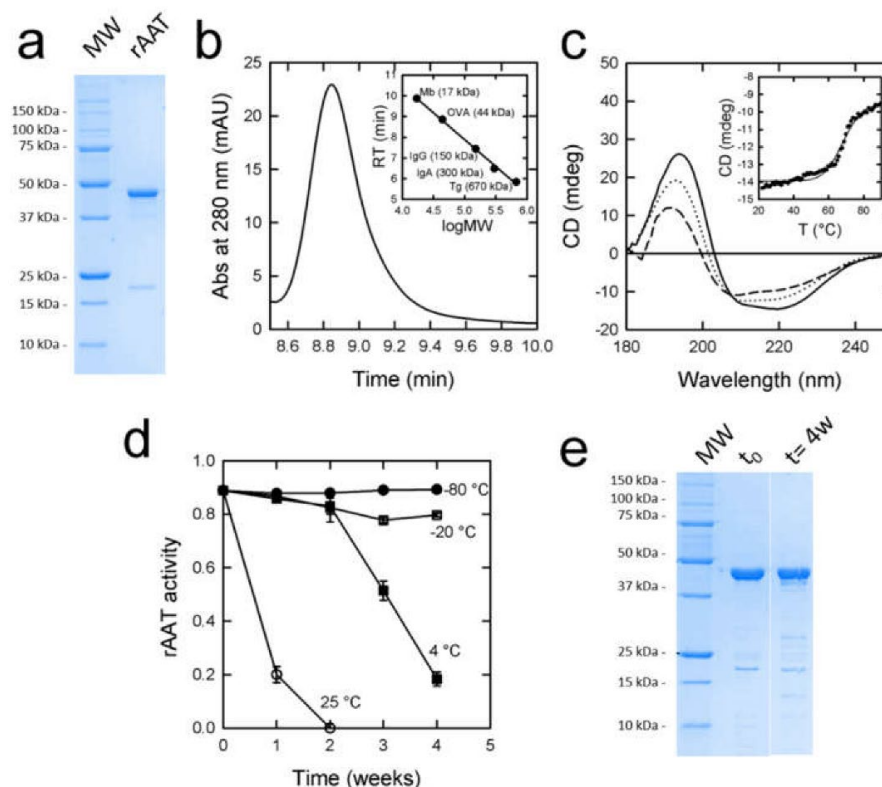 a
MW
rAAT
150 kDa -
100 kDa -
75 kDa -
50 kDa -
37 kDa -
25 kDa -
15 kDa -
10 kDa -
b
Abs at 280 nm (mAU)
25
20
15
10
5
0
8.6 8.8 9.0 9.2 9.4 9.6 9.8 10.0
Time (min)
RT (min)
11
10
9
8
7
6
5
Mb (17 kDa)
OVA (44 kDa)
IgG (150 kDa)
IgA (300 kDa)
Tg (670 kDa)
4.0 4.5 5.0 5.5 6.0
logMW
c
CD (mdeg)
50
40
30
20
10
0
-10
-20
180 200 220 240
Wavelength (nm)
CD (mdeg)
-8
-9
-10
-11
-12
-13
-14
-15
20 40 60 80
T (°C)
d
rAAT activity
1.0
0.8
0.6
0.4
0.2
0.0
-80 °C
-20 °C
4 °C
25 °C
0 1 2 3 4 5
Time (weeks)
e
MW
t0
t= 4w
150 kDa -
100 kDa -
75 kDa -
50 kDa -
37 kDa -
25 kDa -
15 kDa -
10 kDa -